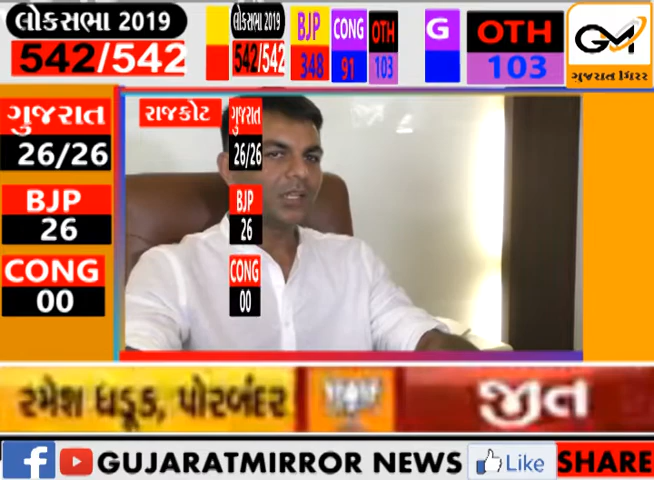 લોકસભા 2019
542/542
લોકસભા 2019
542/542
BJP
348
CONG
91
OTH
103
G
OTH
103
GM
ગુજરાત મિરર
ગુજરાત
26/26
BJP
26
CONG
00
રાજકોટ
ગુજરાત
26/26
BJP
26
CONG
00
રમેશ ધડૂક, પોરબંદર
જીત
GUJARATMIRROR NEWS
Like
SHARE